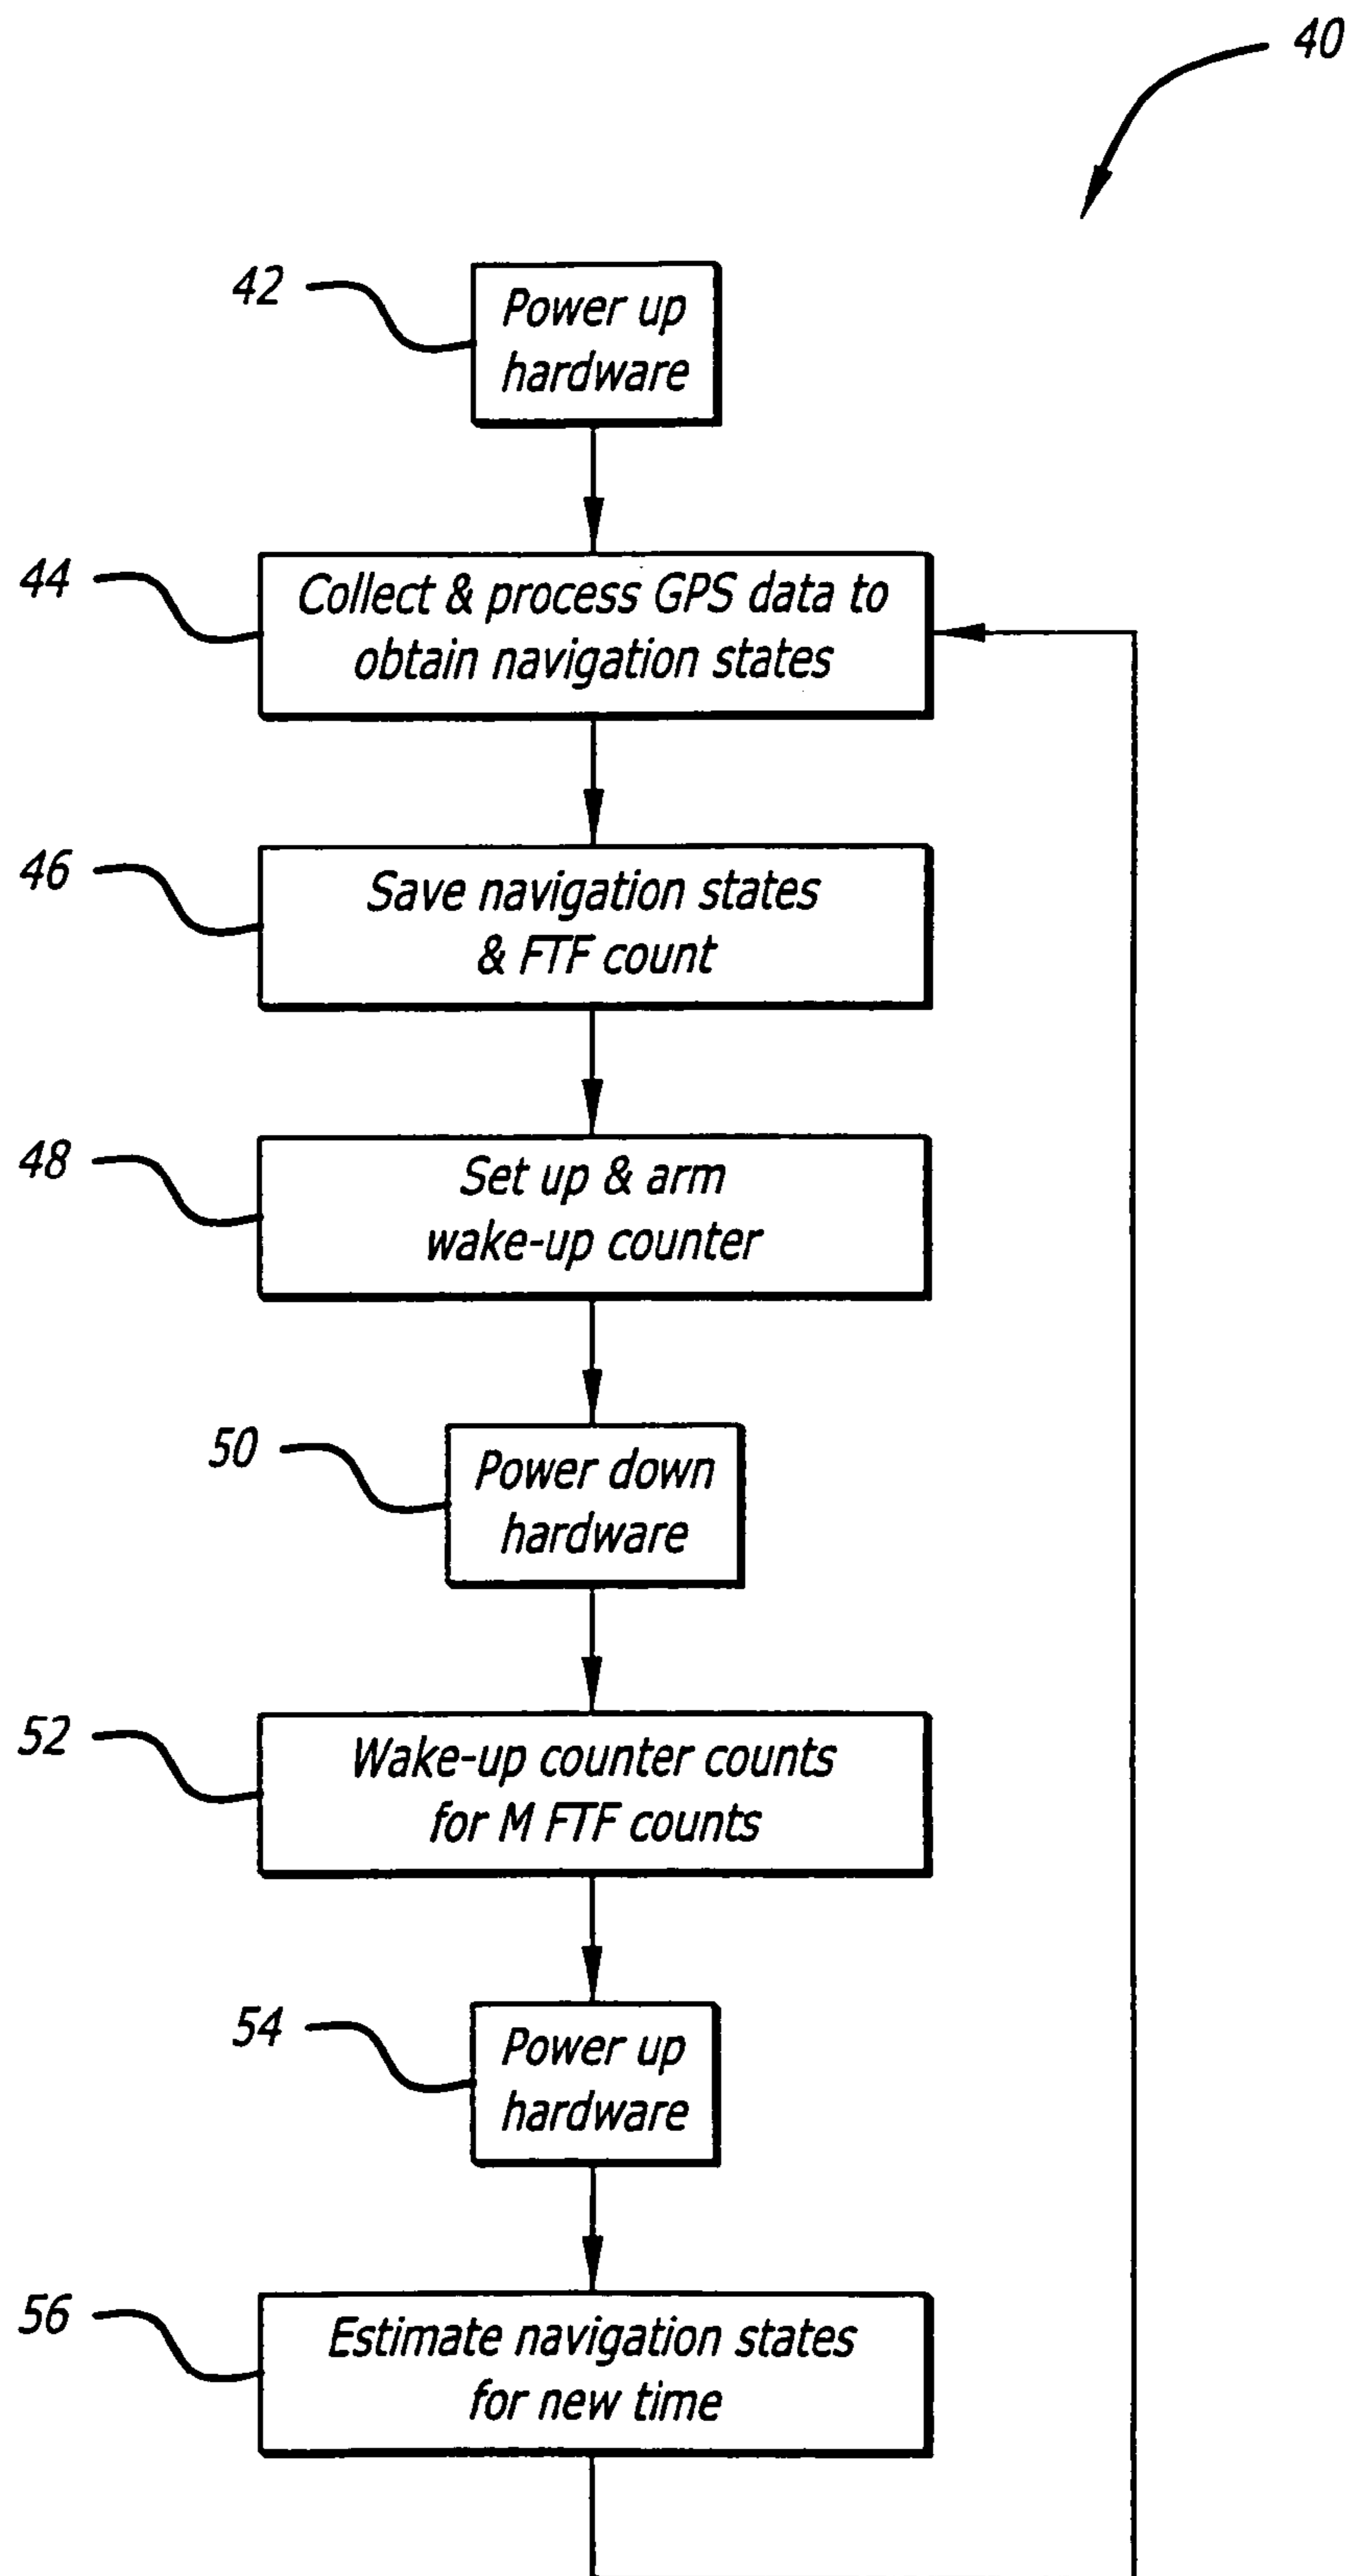 40
42
Power up
hardware
44
Collect & process GPS data to
obtain navigation states
46
Save navigation states
& FTF count
48
Set up & arm
wake-up counter
50
Power down
hardware
52
Wake-up counter counts
for M FTF counts
54
Power up
hardware
56
Estimate navigation states
for new time